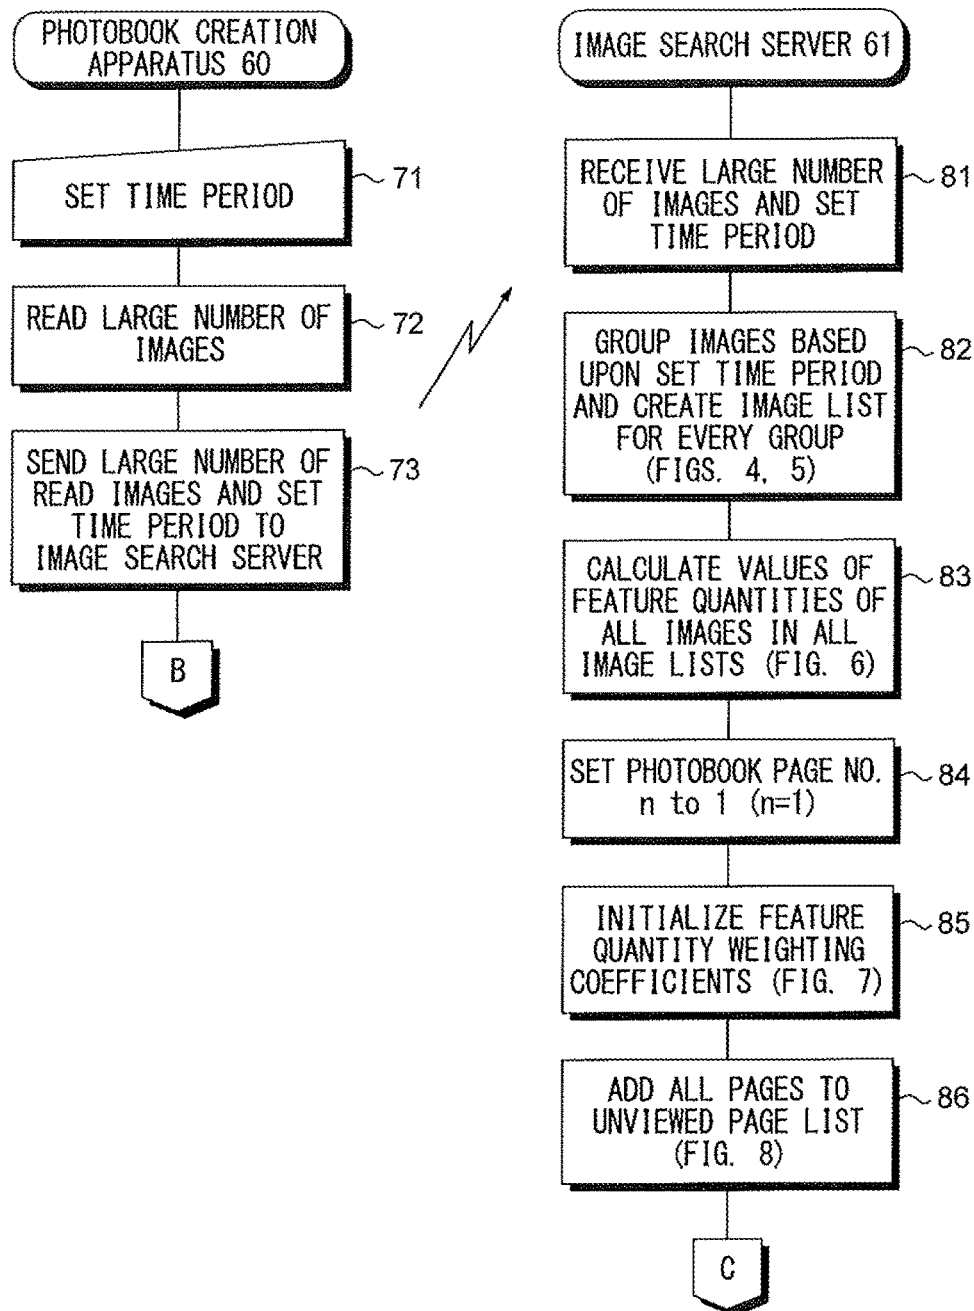 PHOTOBOOK CREATION
APPARATUS 60
SET TIME PERIOD
71
READ LARGE NUMBER OF
IMAGES
72
SEND LARGE NUMBER OF
READ IMAGES AND SET
TIME PERIOD TO
IMAGE SEARCH SERVER
73
B
IMAGE SEARCH SERVER 61
RECEIVE LARGE NUMBER
OF IMAGES AND SET
TIME PERIOD
81
GROUP IMAGES BASED
UPON SET TIME PERIOD
AND CREATE IMAGE LIST
FOR EVERY GROUP
(FIGS. 4, 5)
82
CALCULATE VALUES OF
FEATURE QUANTITIES OF
ALL IMAGES IN ALL
IMAGE LISTS (FIG. 6)
83
SET PHOTOBOOK PAGE NO.
n to 1 (n=1)
84
INITIALIZE FEATURE
QUANTITY WEIGHTING
COEFFICIENTS (FIG. 7)
85
ADD ALL PAGES TO
UNVIEWED PAGE LIST
(FIG. 8)
86
C